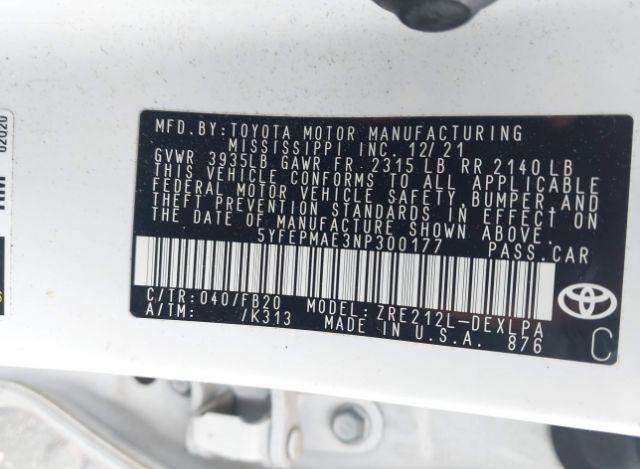 MFD. BY: TOYOTA MOTOR MANUFACTURING
MISSISSIPPI INC. 12/21
GVWR 3935LB GAWR FR 2315 LB RR 2140 LB
THIS VEHICLE CONFORMS TO ALL APPLICABLE
FEDERAL MOTOR VEHICLE SAFETY, BUMPER AND
THEFT PREVENTION STANDARDS IN EFFECT ON
THE DATE OF MANUFACTURE SHOWN ABOVE.
5YFEPMAE3NP300177 PASS.CAR
C/TR: 040/FB20 MODEL: ZRE212L-DEXLPA
A/TM: /K313 MADE IN U.S.A. 876
TOYOTA
C
02020